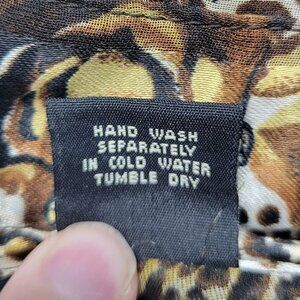 HAND WASH
SEPARATELY
IN COLD WATER
TUMBLE DRY